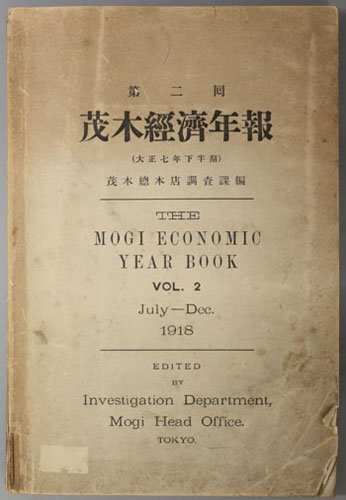 第二回
茂木經濟年報
(大正七年下半期)
茂木總本店調査課編
THE
MOGI ECONOMIC
YEAR BOOK
VOL. 2
July—Dec.
1918
EDITED
BY
Investigation Department,
Mogi Head Office.
TOKYO.